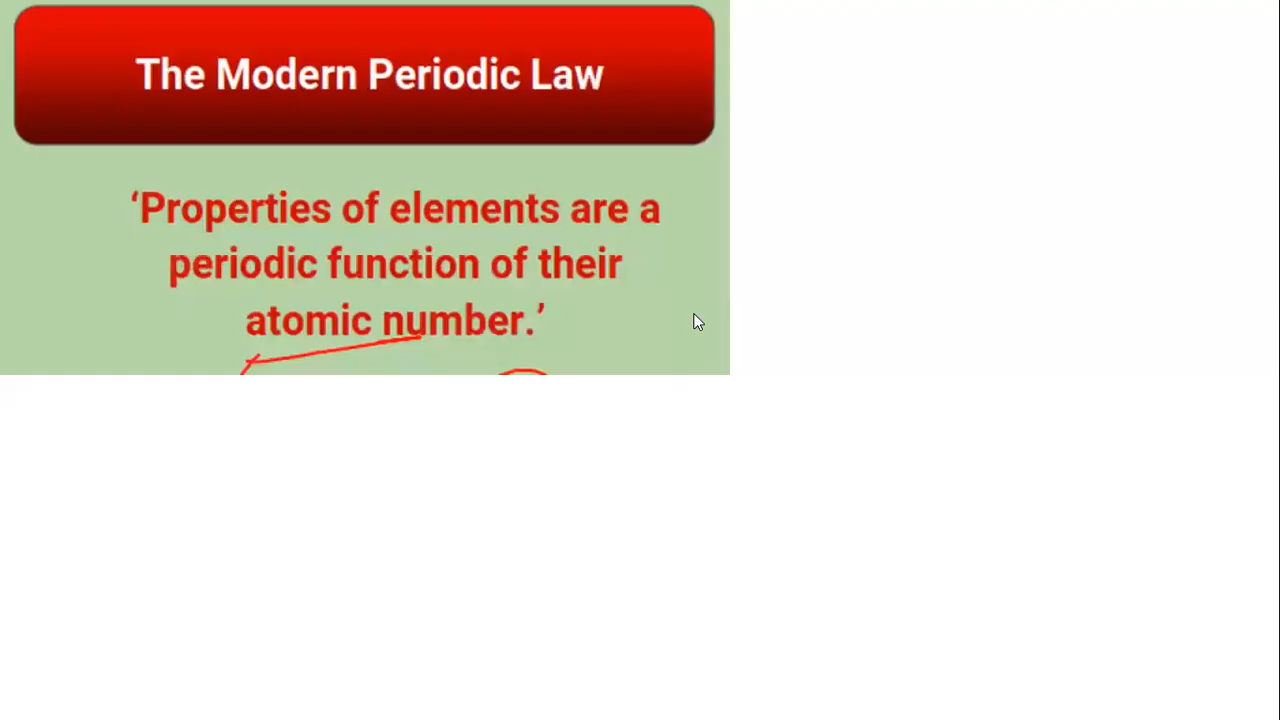 The Modern Periodic Law
‘Properties of elements are a
periodic function of their
atomic number.’